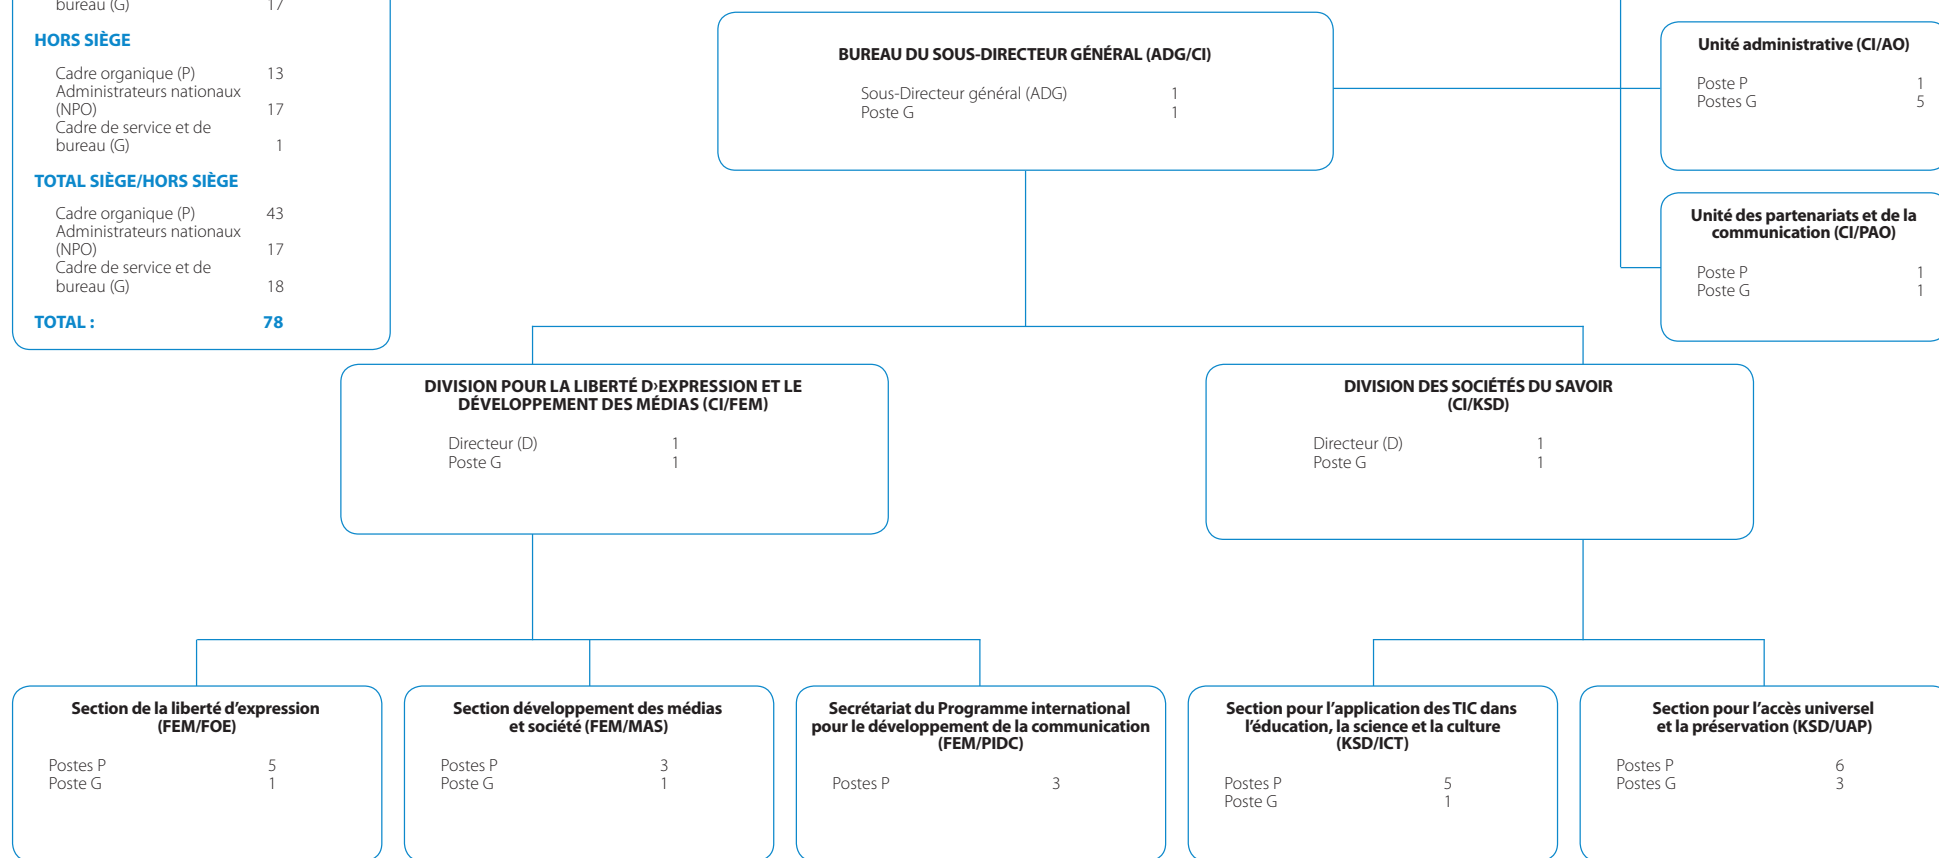 bureau (G) 17
HORS SIÈGE
Cadre organique (P) 13
Administrateurs nationaux
(NPO) 17
Cadre de service et de
bureau (G) 1
TOTAL SIÈGE/HORS SIÈGE
Cadre organique (P) 43
Administrateurs nationaux
(NPO) 17
Cadre de service et de
bureau (G) 18
TOTAL : 78
BUREAU DU SOUS-DIRECTEUR GÉNÉRAL (ADG/CI)
Sous-Directeur général (ADG) 1
Poste G 1
Unité administrative (CI/AO)
Poste P 1
Postes G 5
Unité des partenariats et de la
communication (CI/PAO)
Poste P 1
Poste G 1
DIVISION POUR LA LIBERTÉ D›EXPRESSION ET LE
DÉVELOPPEMENT DES MÉDIAS (CI/FEM)
Directeur (D) 1
Poste G 1
DIVISION DES SOCIÉTÉS DU SAVOIR
(CI/KSD)
Directeur (D) 1
Poste G 1
Section de la liberté d’expression
(FEM/FOE)
Postes P 5
Poste G 1
Section développement des médias
et société (FEM/MAS)
Postes P 3
Poste G 1
Secrétariat du Programme international
pour le développement de la communication
(FEM/PIDC)
Postes P 3
Section pour l’application des TIC dans
l’éducation, la science et la culture
(KSD/ICT)
Postes P 5
Poste G 1
Section pour l’accès universel
et la préservation (KSD/UAP)
Postes P 6
Postes G 3